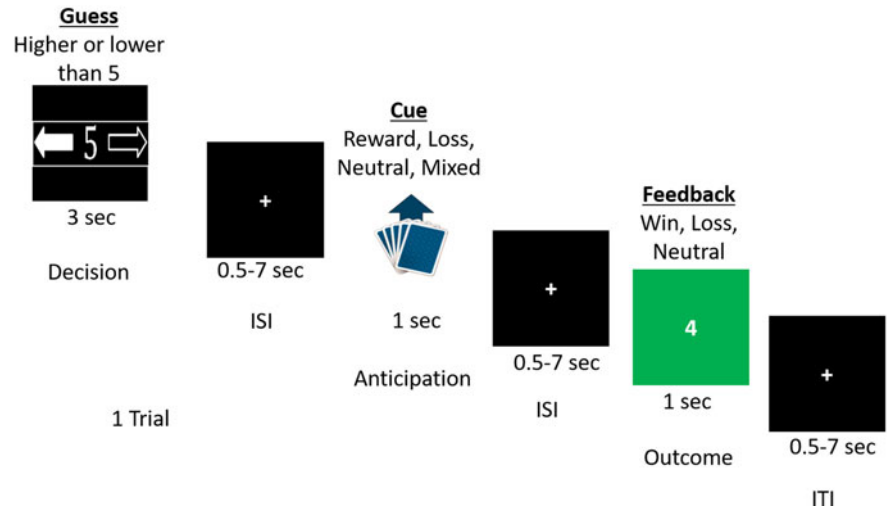 Guess
Higher or lower
than 5
5
3 sec
Decision
+
0.5-7 sec
ISI
Cue
Reward, Loss,
Neutral, Mixed
1 sec
Anticipation
+
0.5-7 sec
ISI
Feedback
Win, Loss,
Neutral
4
1 sec
Outcome
+
0.5-7 sec
ITI
1 Trial